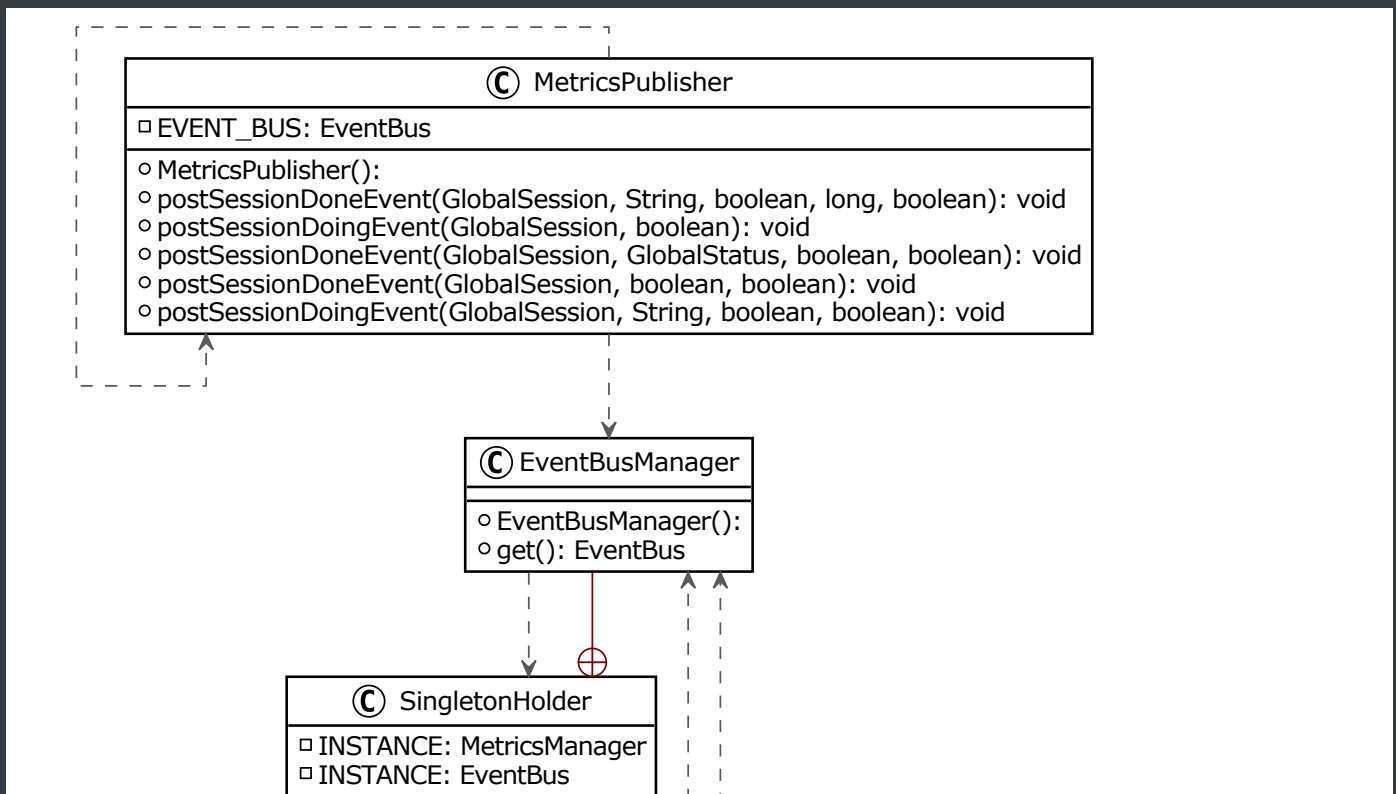 C MetricsPublisher
EVENT_BUS: EventBus
MetricsPublisher():
postSessionDoneEvent(GlobalSession, String, boolean, long, boolean): void
postSessionDoingEvent(GlobalSession, boolean): void
postSessionDoneEvent(GlobalSession, GlobalStatus, boolean, boolean): void
postSessionDoneEvent(GlobalSession, boolean, boolean): void
postSessionDoingEvent(GlobalSession, String, boolean, boolean): void
C EventBusManager
EventBusManager():
get(): EventBus
C SingletonHolder
INSTANCE: MetricsManager
INSTANCE: EventBus